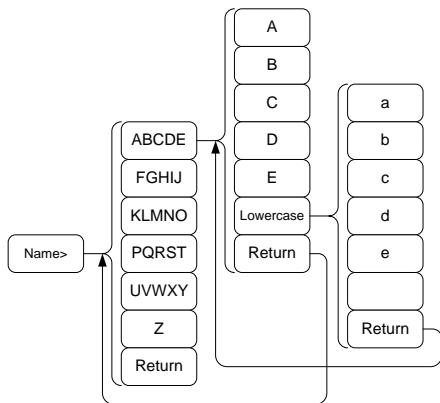 Name>
ABCDE
FGHIJ
KLMNO
PQRST
UVWXY
Z
Return
A
B
C
D
E
Lowercase
Return
a
b
c
d
e
Return